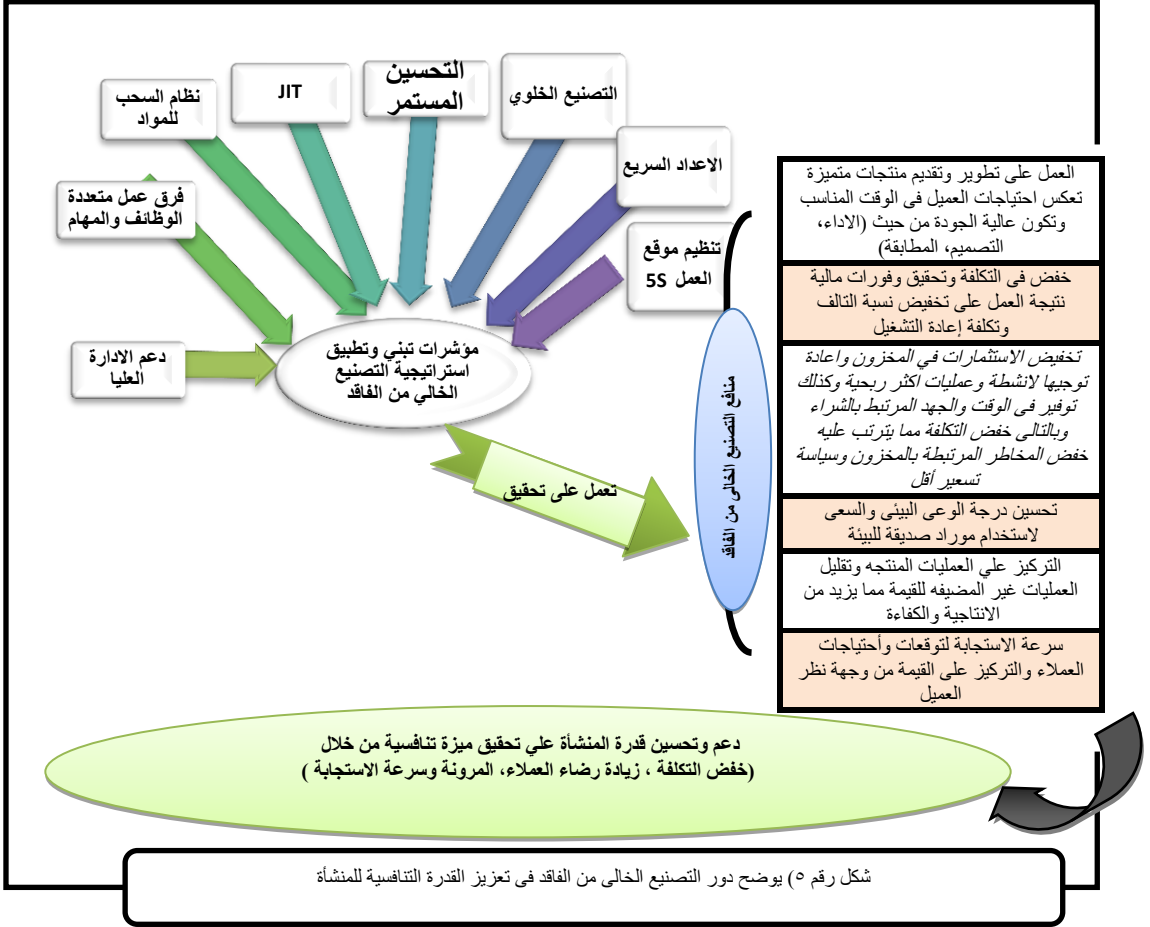 التحسين
المستمر
التصنيع الخلوي
JIT
نظام السحب
للمواد
الاعداد السريع
فرق عمل متعددة
الوظائف والمهام
تنظيم موقع
العمل 5S
دعم الادارة
العليا
مؤشرات تبني وتطبيق
استراتيجية التصنيع
الخالي من الفاقد
تعمل على تحقيق
منافع التصنيع الخالى من الفاقد
العمل على تطوير وتقديم منتجات متميزة
تعكس احتياجات العميل فى الوقت المناسب
وتكون عالية الجودة من حيث (الاداء،
التصميم، المطابقة)
خفض فى التكلفة وتحقيق وفورات مالية
نتيجة العمل على تخفيض نسبة التالف
وتكلفة إعادة التشغيل
تخفيض الاستثمارات في المخزون واعادة
توجيها لانشطة وعمليات اكثر ربحية وكذلك
توفير فى الوقت والجهد المرتبط بالشراء
وبالتالى خفض التكلفة مما يترتب عليه
خفض المخاطر المرتبطة بالمخزون وسياسة
تسعير أقل
تحسين درجة الوعى البيئى والسعى
لاستخدام موراد صديقة للبيئة
التركيز علي العمليات المنتجه وتقليل
العمليات غير المضيفه للقيمة مما يزيد من
الانتاجية والكفاءة
سرعة الاستجابة لتوقعات وأحتياجات
العملاء والتركيز على القيمة من وجهة نظر
العميل
دعم وتحسين قدرة المنشأة علي تحقيق ميزة تنافسية من خلال
(خفض التكلفة ، زيادة رضاء العملاء، المرونة وسرعة الاستجابة )
شكل رقم ٥) يوضح دور التصنيع الخالى من الفاقد فى تعزيز القدرة التنافسية للمنشأة